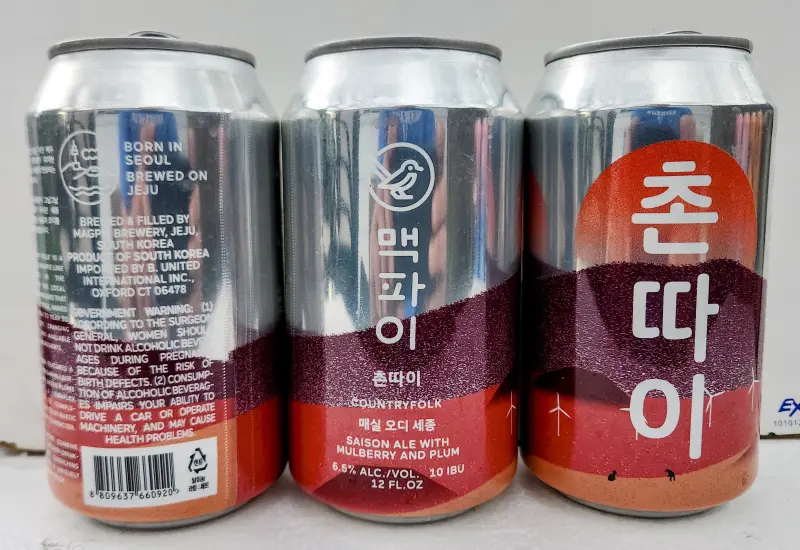 BORN IN
SEOUL
BREWED ON
JEJU
BREWED & FILLED BY
MAGPIE BREWERY, JEJU,
SOUTH KOREA
PRODUCT OF SOUTH KOREA
IMPORTED BY B. UNITED
INTERNATIONAL INC.,
OXFORD CT 06478
GOVERNMENT WARNING: (1)
ACCORDING TO THE SURGEON
GENERAL, WOMEN SHOULD
NOT DRINK ALCOHOLIC BEVER-
AGES DURING PREGNANCY
BECAUSE OF THE RISK OF
BIRTH DEFECTS. (2) CONSUMP-
TION OF ALCOHOLIC BEVERAG-
ES IMPAIRS YOUR ABILITY TO
DRIVE A CAR OR OPERATE
MACHINERY, AND MAY CAUSE
HEALTH PROBLEMS.
8 809637 660920
맥파이
촌따이
COUNTRYFOLK
매실 오디 세종
SAISON ALE WITH
MULBERRY AND PLUM
6.5% ALC./VOL. 10 IBU
12 FL.OZ
촌따이
EX